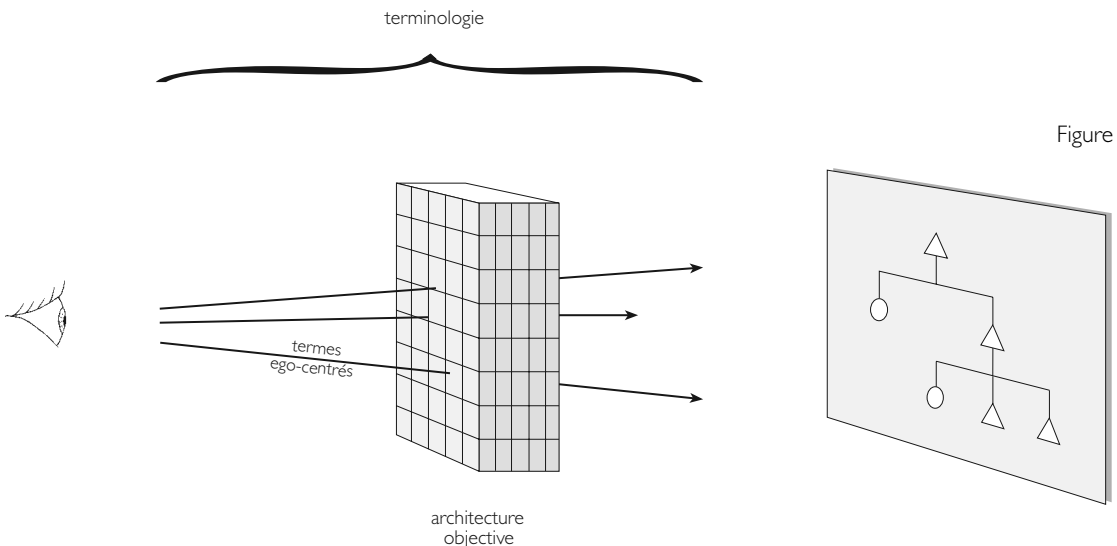 terminologie
Figure
termes
ego-centrés
architecture
objective